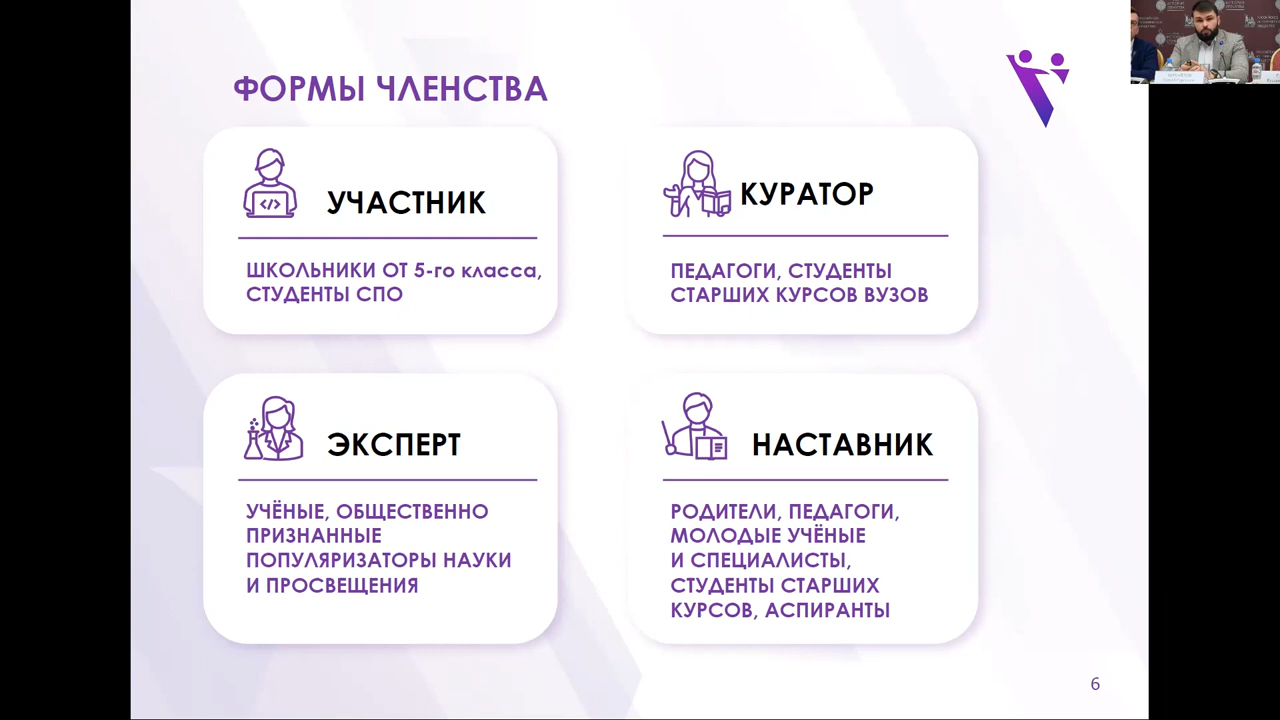 ФОРМЫ ЧЛЕНСТВА
УЧАСТНИК
ШКОЛЬНИКИ ОТ 5-го класса,
СТУДЕНТЫ СПО
КУРАТОР
ПЕДАГОГИ, СТУДЕНТЫ
СТАРШИХ КУРСОВ ВУЗОВ
ЭКСПЕРТ
УЧЁНЫЕ, ОБЩЕСТВЕННО
ПРИЗНАННЫЕ
ПОПУЛЯРИЗАТОРЫ НАУКИ
И ПРОСВЕЩЕНИЯ
НАСТАВНИК
РОДИТЕЛИ, ПЕДАГОГИ,
МОЛОДЫЕ УЧЁНЫЕ
И СПЕЦИАЛИСТЫ,
СТУДЕНТЫ СТАРШИХ
КУРСОВ, АСПИРАНТЫ
6